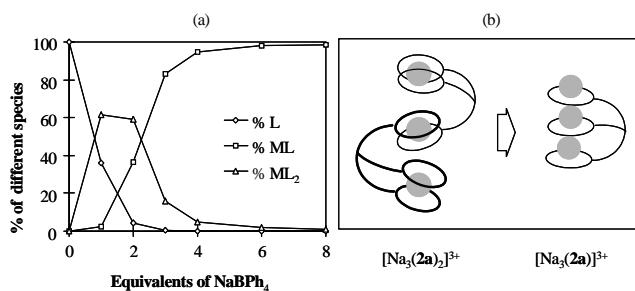 (a)
(b)
100
80
60
40
20
0
% of different species
% L
% ML
% ML₂
0
2
4
6
8
Equivalents of NaBPh₄
[Na₃(2a)₂]³⁺
[Na₃(2a)]³⁺